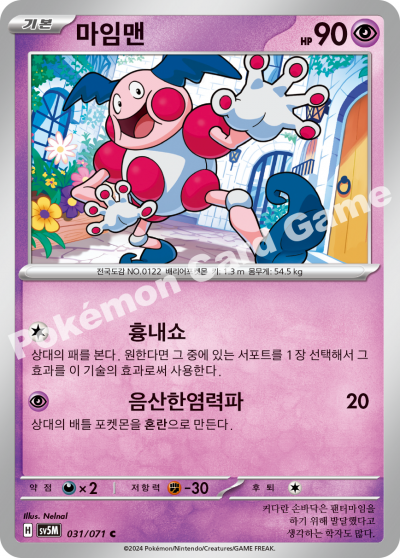 기본 마임맨 HP 90
전국도감 NO.0122 배리어포켓몬 키: 1.3 m 몸무게: 54.5 kg
흉내쇼
상대의 패를 본다. 원한다면 그 중에 있는 서포트를 1장 선택해서 그
효과를 이 기술의 효과로써 사용한다.
음산한염력파 20
상대의 배틀 포켓몬을 혼란으로 만든다.
약점 ×2 저항력 -30 후퇴
Illus. Nelnal
H sv5M 031/071 C
커다란 손바닥은 팬터마임을
하기 위해 발달했다고
생각하는 학자도 많다.
©2024 Pokémon/Nintendo/Creatures/GAME FREAK.
Pokémon Card Game